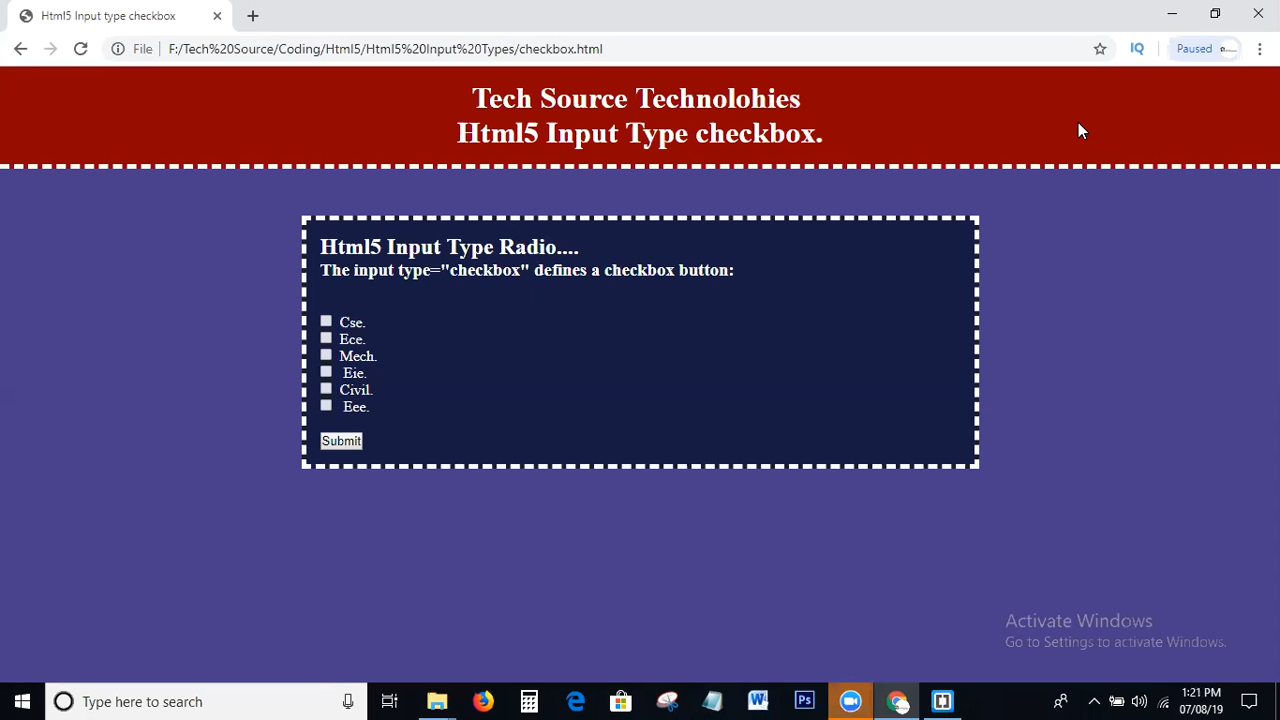 Html5 Input type checkbox
File
F:/Tech%20Source/Coding/Html5/Html5%20Input%20Types/checkbox.html
IQ
Paused
Tech Source Technolohies
Html5 Input Type checkbox.
Html5 Input Type Radio....
The input type="checkbox" defines a checkbox button:
Cse.
Ece.
Mech.
Eie.
Civil.
Eee.
Submit
Activate Windows
Go to Settings to activate Windows.
Type here to search
W
Ps
1:21 PM
07/08/19